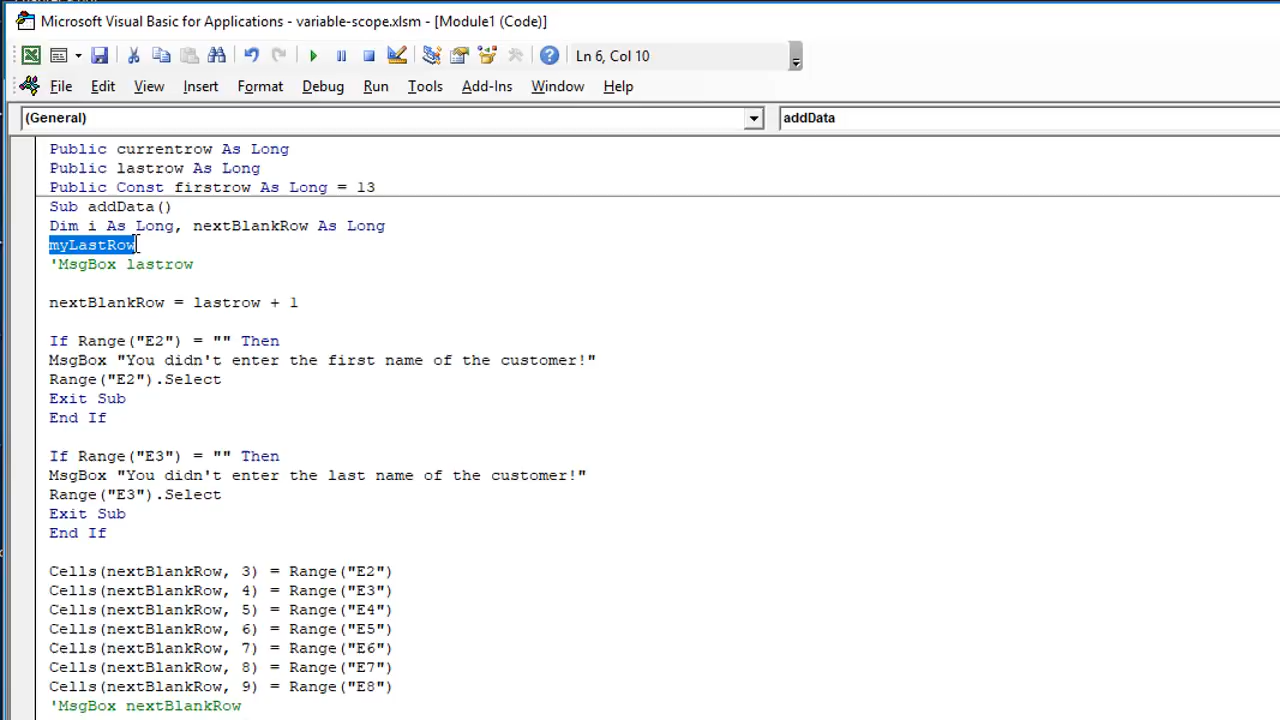 Microsoft Visual Basic for Applications - variable-scope.xlsm - [Module1 (Code)]
Ln 6, Col 10
File Edit View Insert Format Debug Run Tools Add-Ins Window Help
(General) addData
Public currentrow As Long
Public lastrow As Long
Public Const firstrow As Long = 13
Sub addData()
Dim i As Long, nextBlankRow As Long
myLastRow
'MsgBox lastrow
nextBlankRow = lastrow + 1
If Range("E2") = "" Then
MsgBox "You didn't enter the first name of the customer!"
Range("E2").Select
Exit Sub
End If
If Range("E3") = "" Then
MsgBox "You didn't enter the last name of the customer!"
Range("E3").Select
Exit Sub
End If
Cells(nextBlankRow, 3) = Range("E2")
Cells(nextBlankRow, 4) = Range("E3")
Cells(nextBlankRow, 5) = Range("E4")
Cells(nextBlankRow, 6) = Range("E5")
Cells(nextBlankRow, 7) = Range("E6")
Cells(nextBlankRow, 8) = Range("E7")
Cells(nextBlankRow, 9) = Range("E8")
'MsgBox nextBlankRow